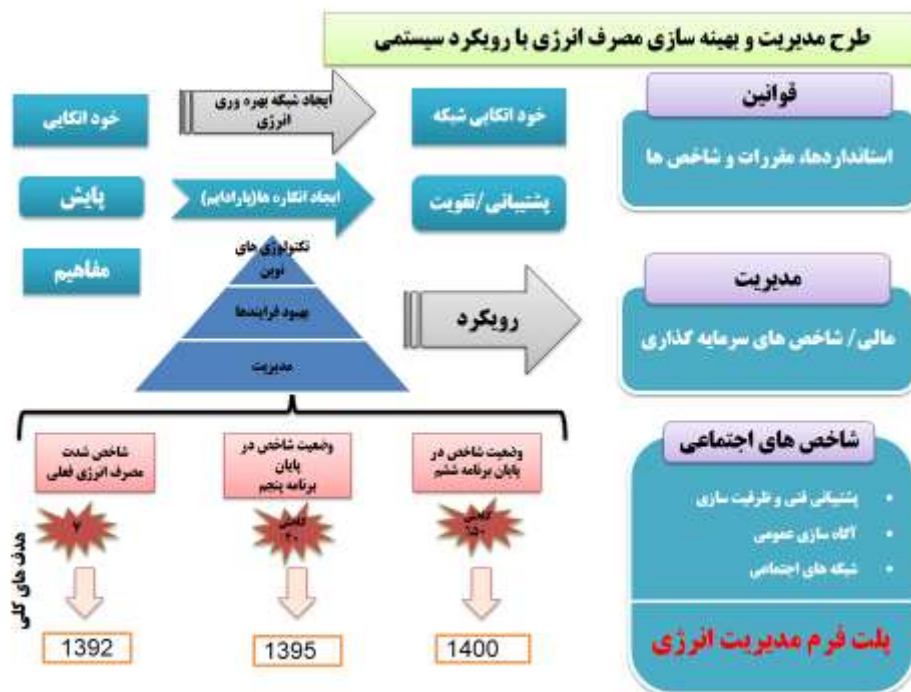 طرح مدیریت و بهینه سازی مصرف انرژی با رویکرد سیستمی
قوانین
استانداردها، مقررات و شاخص ها
مدیریت
مالی/ شاخص های سرمایه گذاری
شاخص های اجتماعی
پشتیبانی فنی و ظرفیت سازی
آگاه سازی عمومی
شبکه های اجتماعی
پلت فرم مدیریت انرژی
خود اتکایی
ایجاد شبکه بهره وری
انرژی
خود اتکایی شبکه
پایش
ایجاد انگاره ها(پارادایم)
پشتیبانی/تقویت
مفاهیم
تکنولوژی های
نوین
بهبود فرایندها
مدیریت
رویکرد
شاخص شدت
مصرف انرژی فعلی
وضعیت شاخص در
پایان
برنامه پنجم
وضعیت شاخص در
پایان برنامه ششم
کاهش
کاهش
هدف های کلی
1392
1395
1400